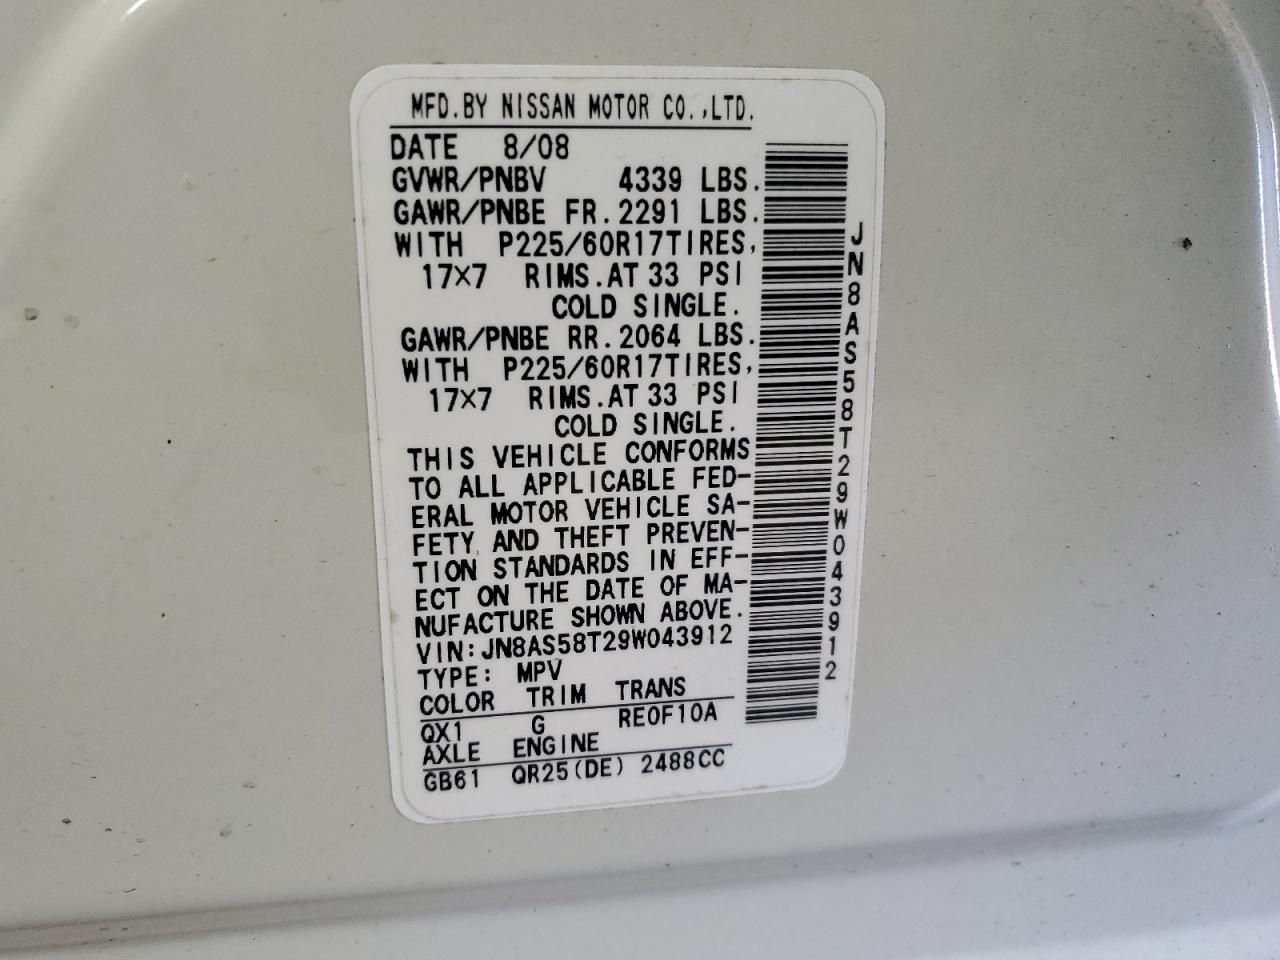 MFD.BY NISSAN MOTOR CO.,LTD.
DATE 8/08
GVWR/PNBV 4339 LBS.
GAWR/PNBE FR.2291 LBS.
WITH P225/60R17TIRES,
17×7 RIMS.AT 33 PSI
COLD SINGLE.
GAWR/PNBE RR.2064 LBS.
WITH P225/60R17TIRES,
17×7 RIMS.AT 33 PSI
COLD SINGLE.
THIS VEHICLE CONFORMS
TO ALL APPLICABLE FED-
ERAL MOTOR VEHICLE SA-
FETY AND THEFT PREVEN-
TION STANDARDS IN EFF-
ECT ON THE DATE OF MA-
NUFACTURE SHOWN ABOVE.
VIN:JN8AS58T29W043912
TYPE: MPV
COLOR TRIM TRANS
QX1 G RE0F10A
AXLE ENGINE
GB61 QR25(DE) 2488CC
JN8AS58T29W043912